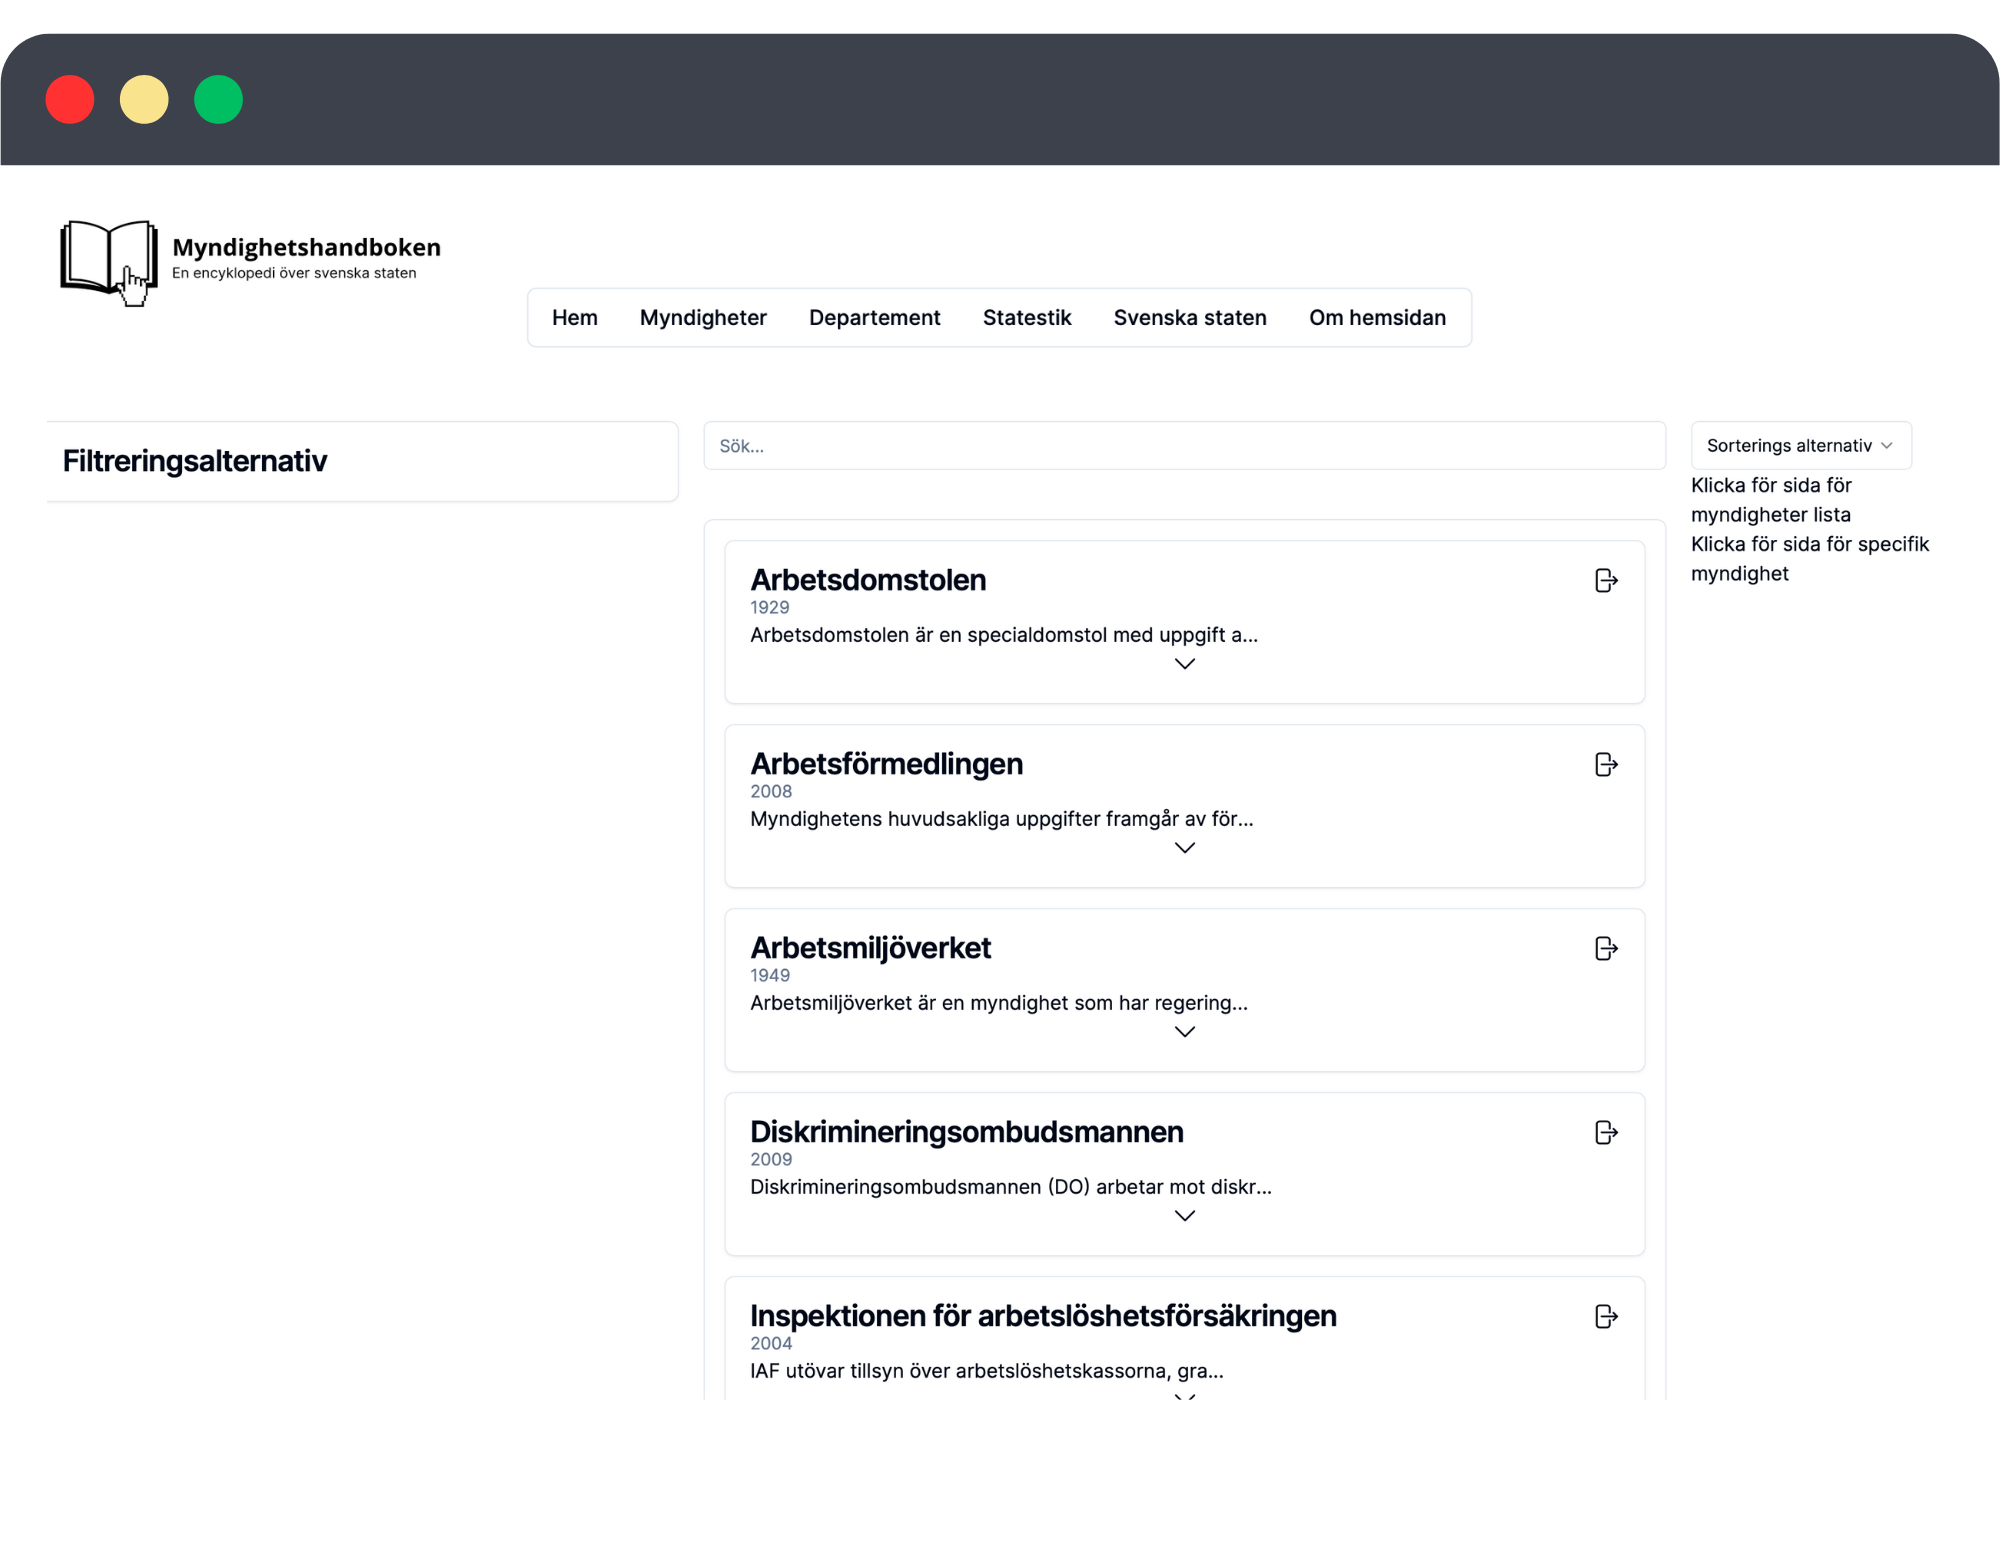 Myndighetshandboken
En encyklopedi över svenska staten
Hem Myndigheter Departement Statestik Svenska staten Om hemsidan
Filtreringsalternativ
Sök...
Sorterings alternativ
Klicka för sida för
myndigheter lista
Klicka för sida för specifik
myndighet
Arbetsdomstolen
1929
Arbetsdomstolen är en specialdomstol med uppgift a...
Arbetsförmedlingen
2008
Myndighetens huvudsakliga uppgifter framgår av för...
Arbetsmiljöverket
1949
Arbetsmiljöverket är en myndighet som har regering...
Diskrimineringsombudsmannen
2009
Diskrimineringsombudsmannen (DO) arbetar mot diskr...
Inspektionen för arbetslöshetsförsäkringen
2004
IAF utövar tillsyn över arbetslöshetskassorna, gra...